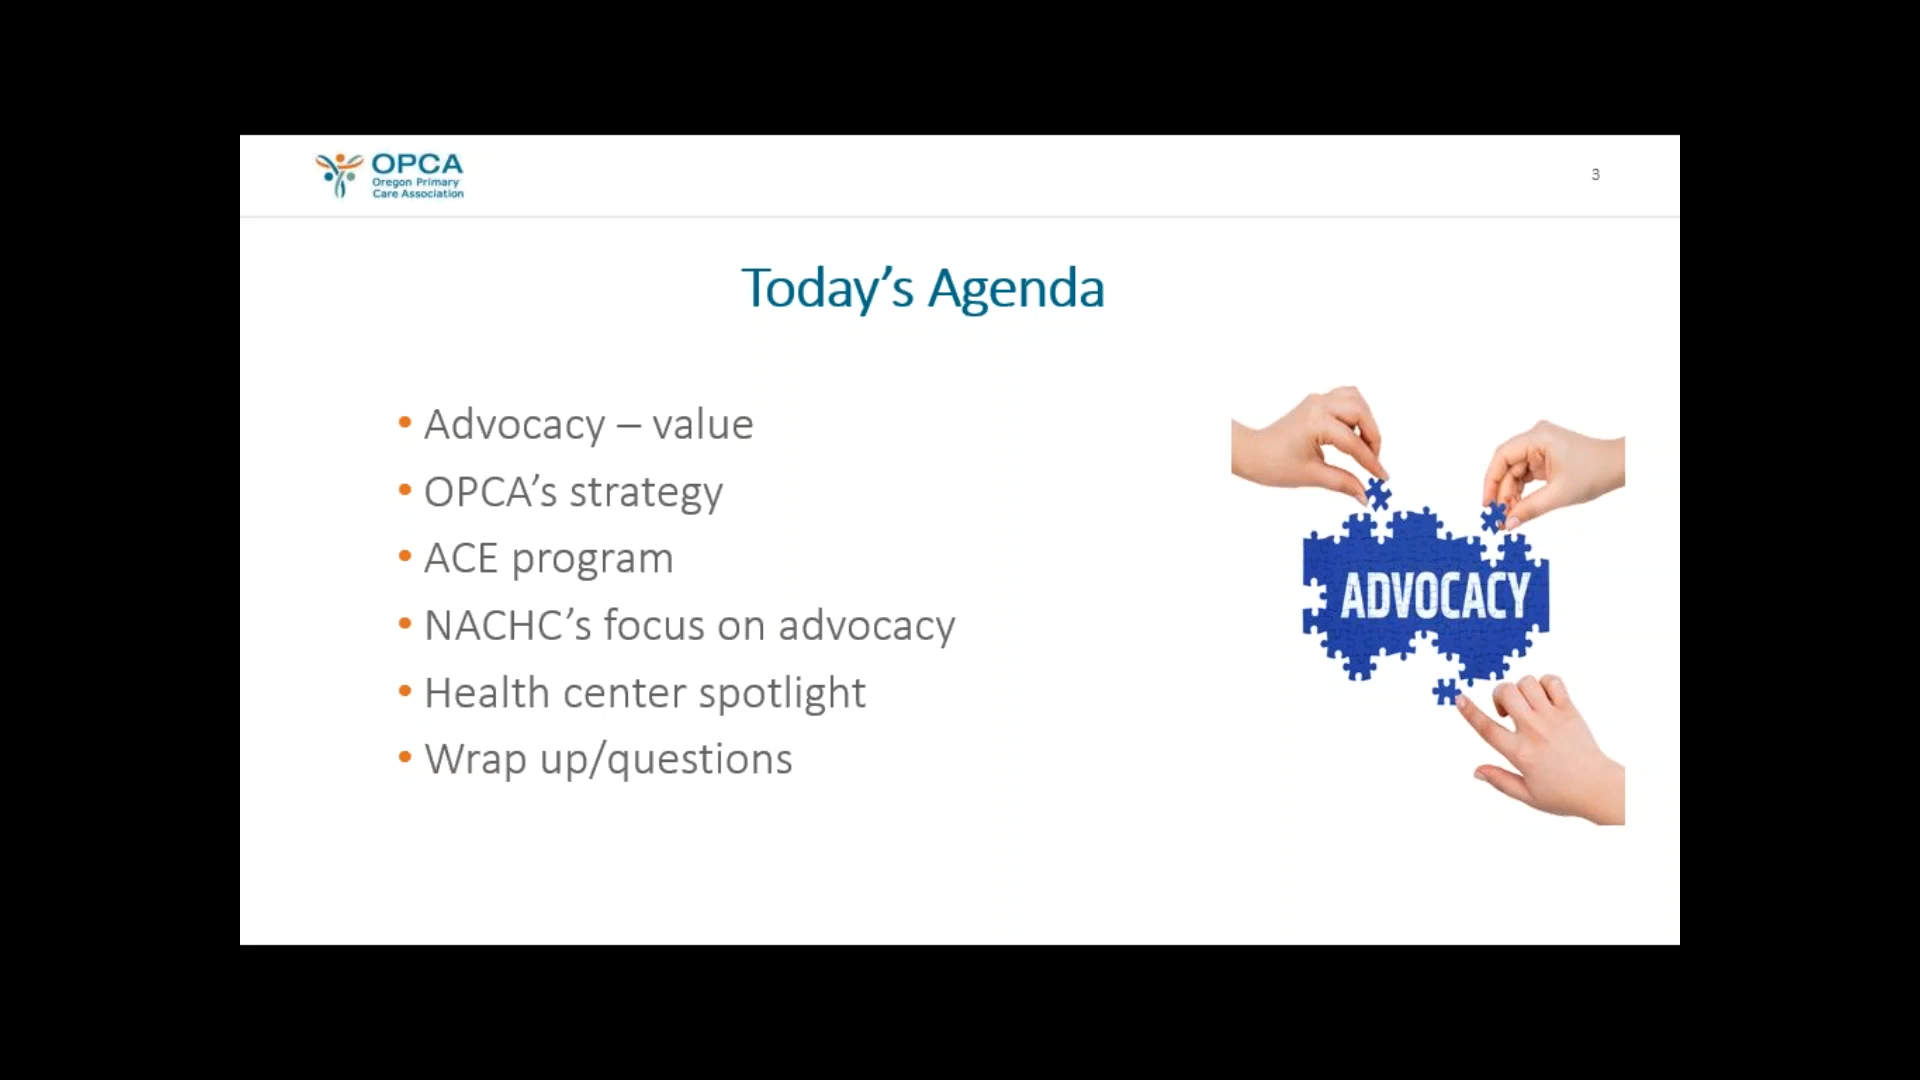 OPCA
Oregon Primary
Care Association
3
Today’s Agenda
• Advocacy – value
• OPCA’s strategy
• ACE program
• NACHC’s focus on advocacy
• Health center spotlight
• Wrap up/questions
ADVOCACY